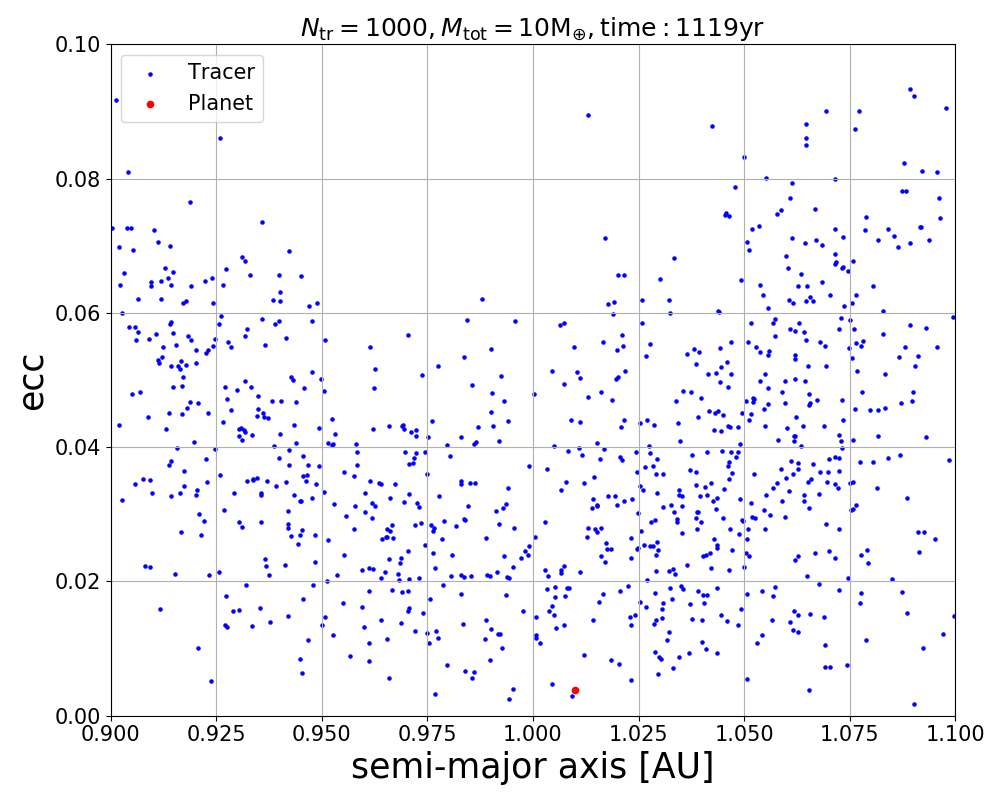 N_tr = 1000, M_tot = 10M_⊕, time : 1119yr
Tracer
Planet
ecc
0.10
0.08
0.06
0.04
0.02
0.00
0.900 0.925 0.950 0.975 1.000 1.025 1.050 1.075 1.100
semi-major axis [AU]